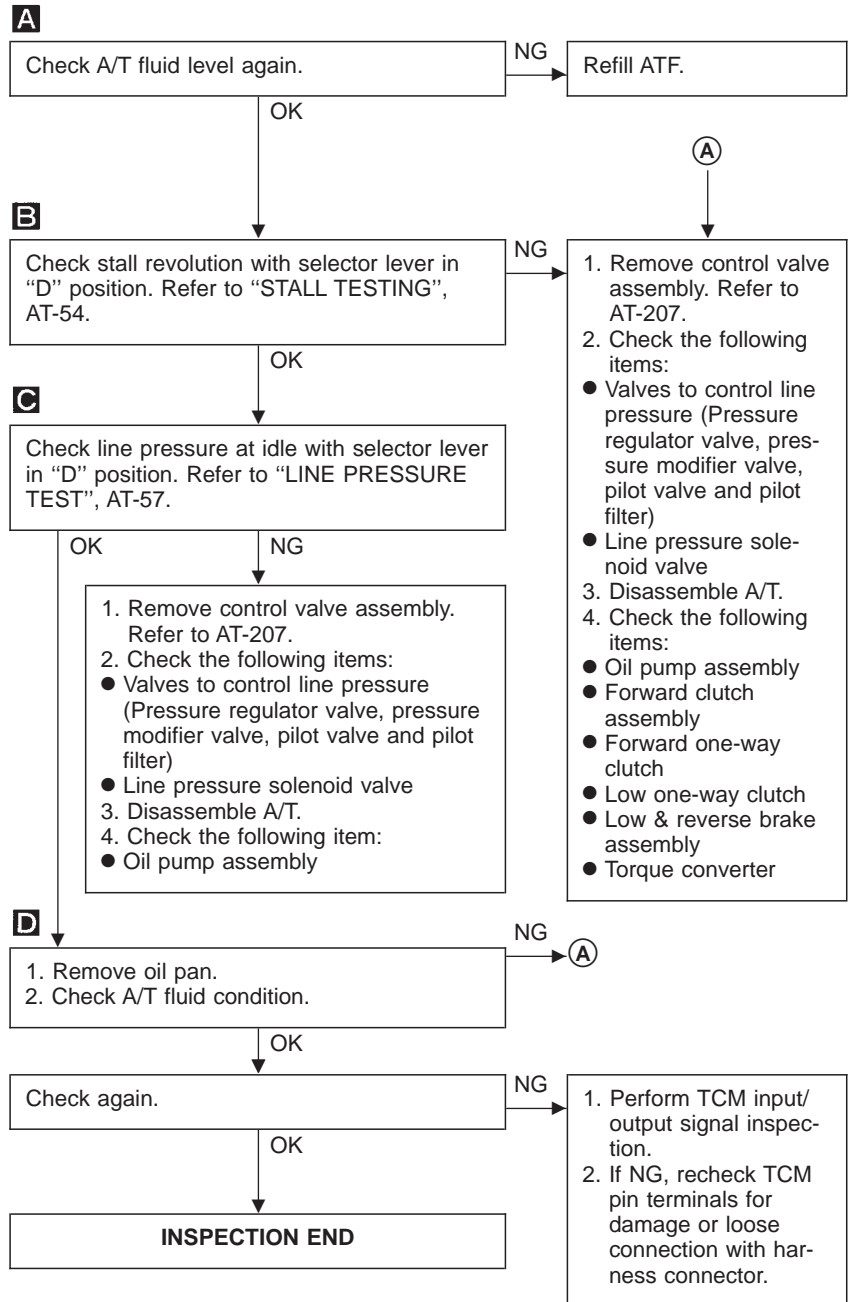 A
Check A/T fluid level again.
NG
Refill ATF.
OK
A
B
Check stall revolution with selector lever in
“D” position. Refer to “STALL TESTING”,
AT-54.
NG
1. Remove control valve
assembly. Refer to
AT-207.
2. Check the following
items:
● Valves to control line
pressure (Pressure
regulator valve, pres-
sure modifier valve,
pilot valve and pilot
filter)
● Line pressure sole-
noid valve
3. Disassemble A/T.
4. Check the following
items:
● Oil pump assembly
● Forward clutch
assembly
● Forward one-way
clutch
● Low one-way clutch
● Low & reverse brake
assembly
● Torque converter
OK
C
Check line pressure at idle with selector lever
in “D” position. Refer to “LINE PRESSURE
TEST”, AT-57.
OK
NG
1. Remove control valve assembly.
Refer to AT-207.
2. Check the following items:
● Valves to control line pressure
(Pressure regulator valve, pressure
modifier valve, pilot valve and pilot
filter)
● Line pressure solenoid valve
3. Disassemble A/T.
4. Check the following item:
● Oil pump assembly
D
1. Remove oil pan.
2. Check A/T fluid condition.
NG
A
OK
Check again.
NG
1. Perform TCM input/
output signal inspec-
tion.
2. If NG, recheck TCM
pin terminals for
damage or loose
connection with har-
ness connector.
OK
INSPECTION END